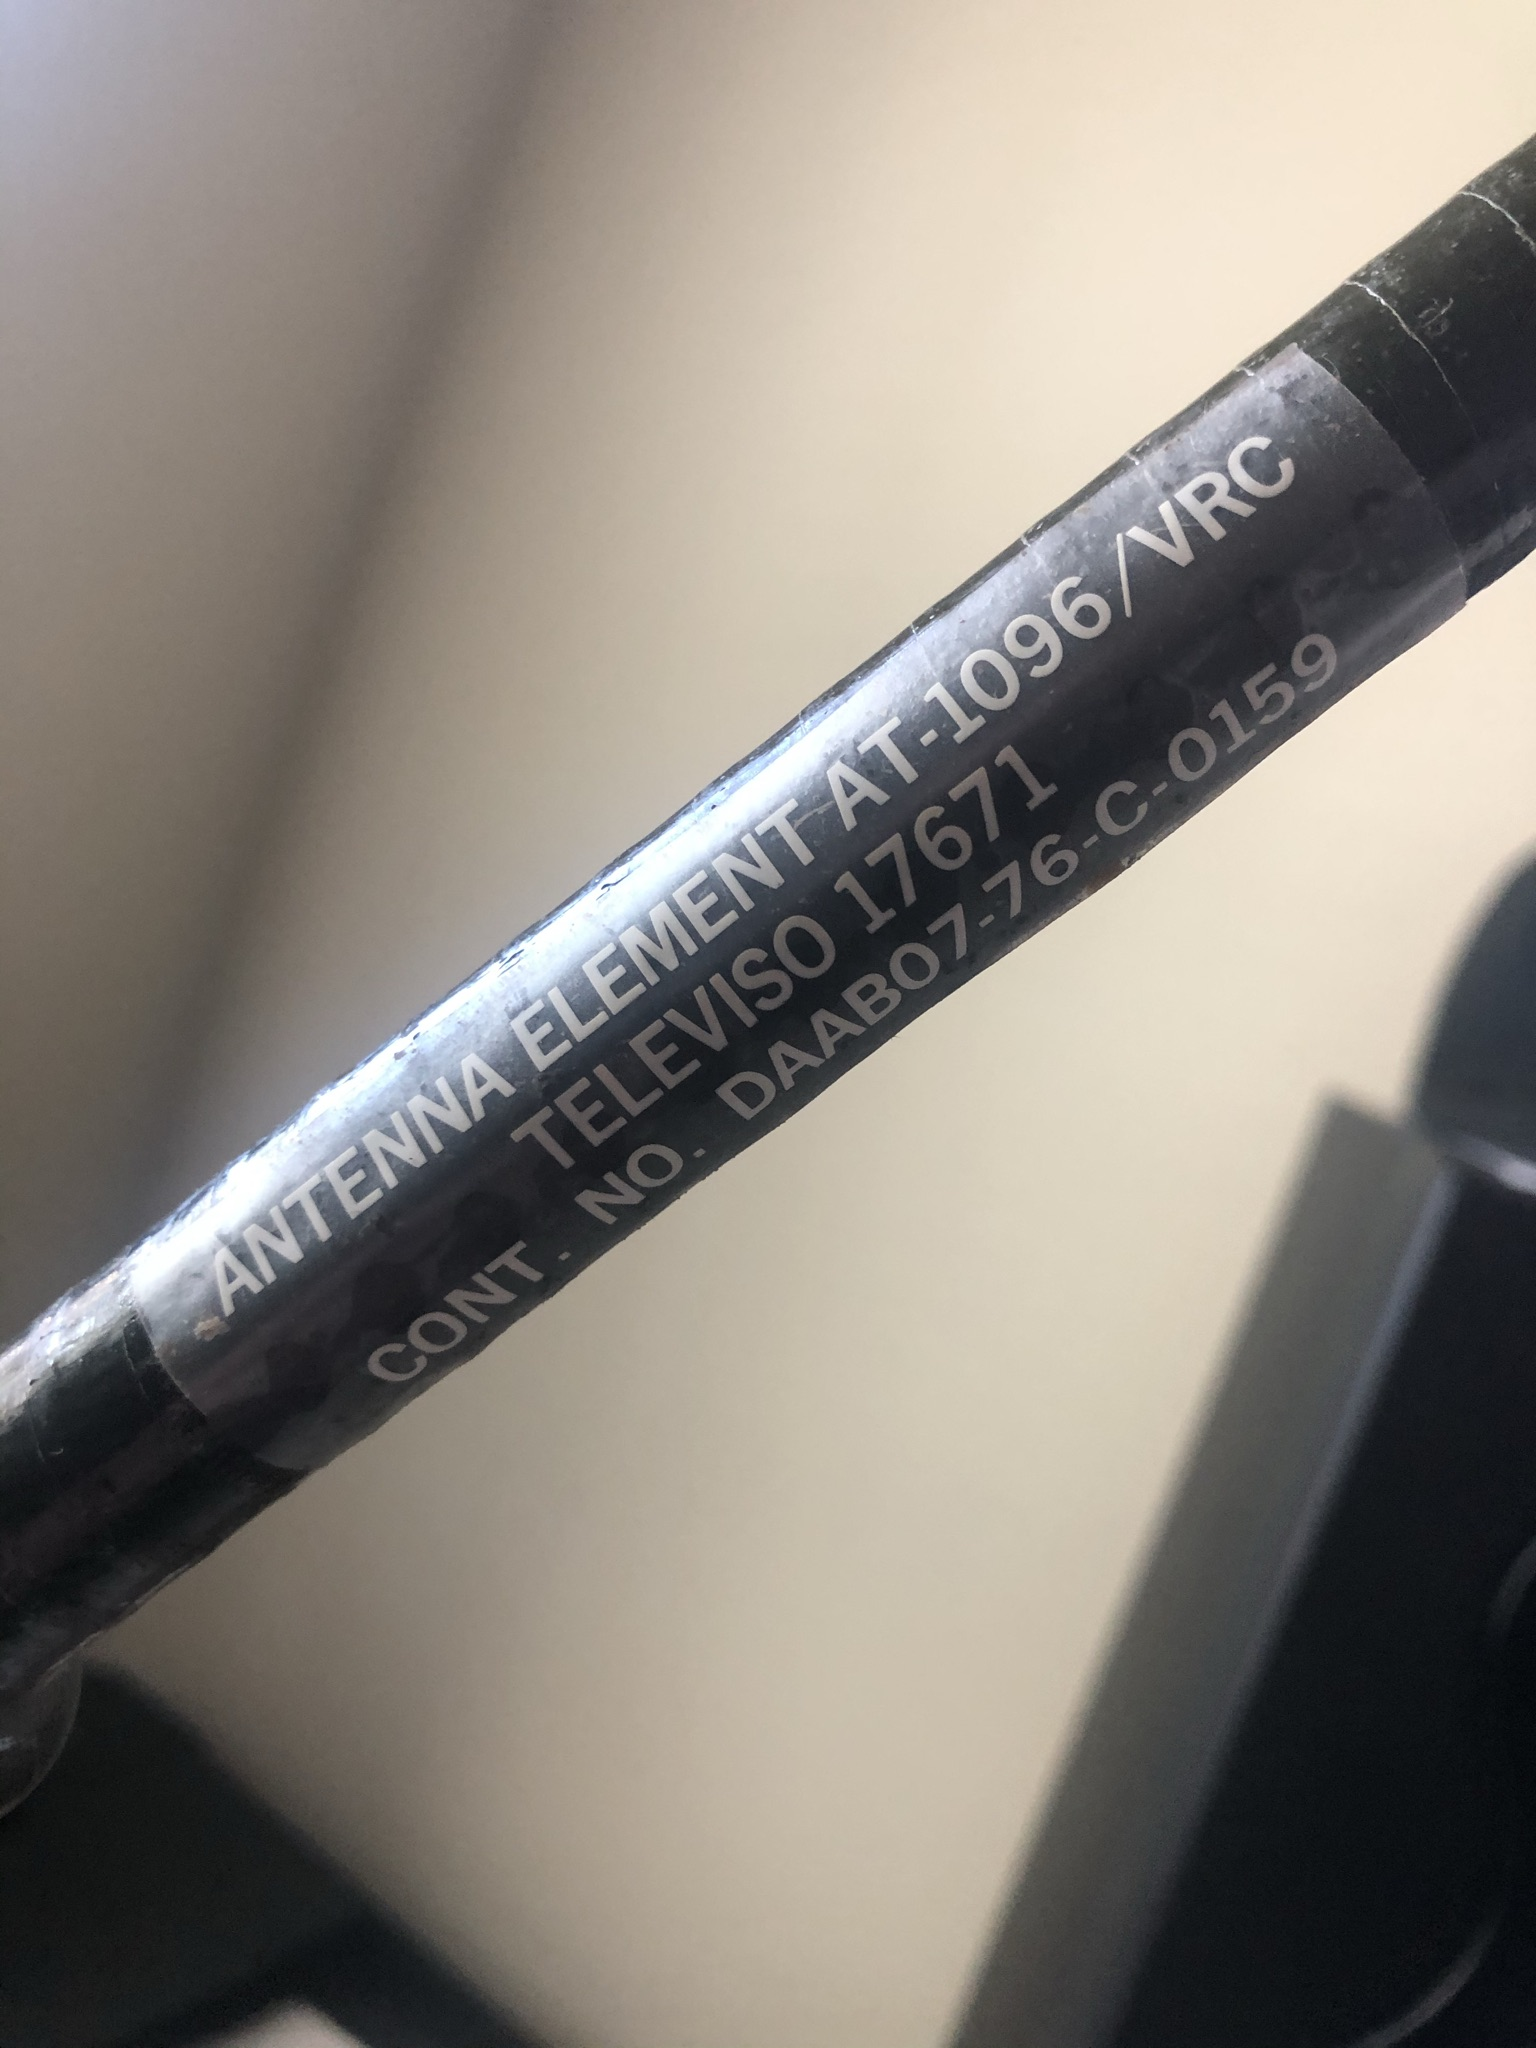 ANTENNA ELEMENT AT-1096/VRC
TELEVISO 17671
CONT. NO. DAAB07-76-C-0159